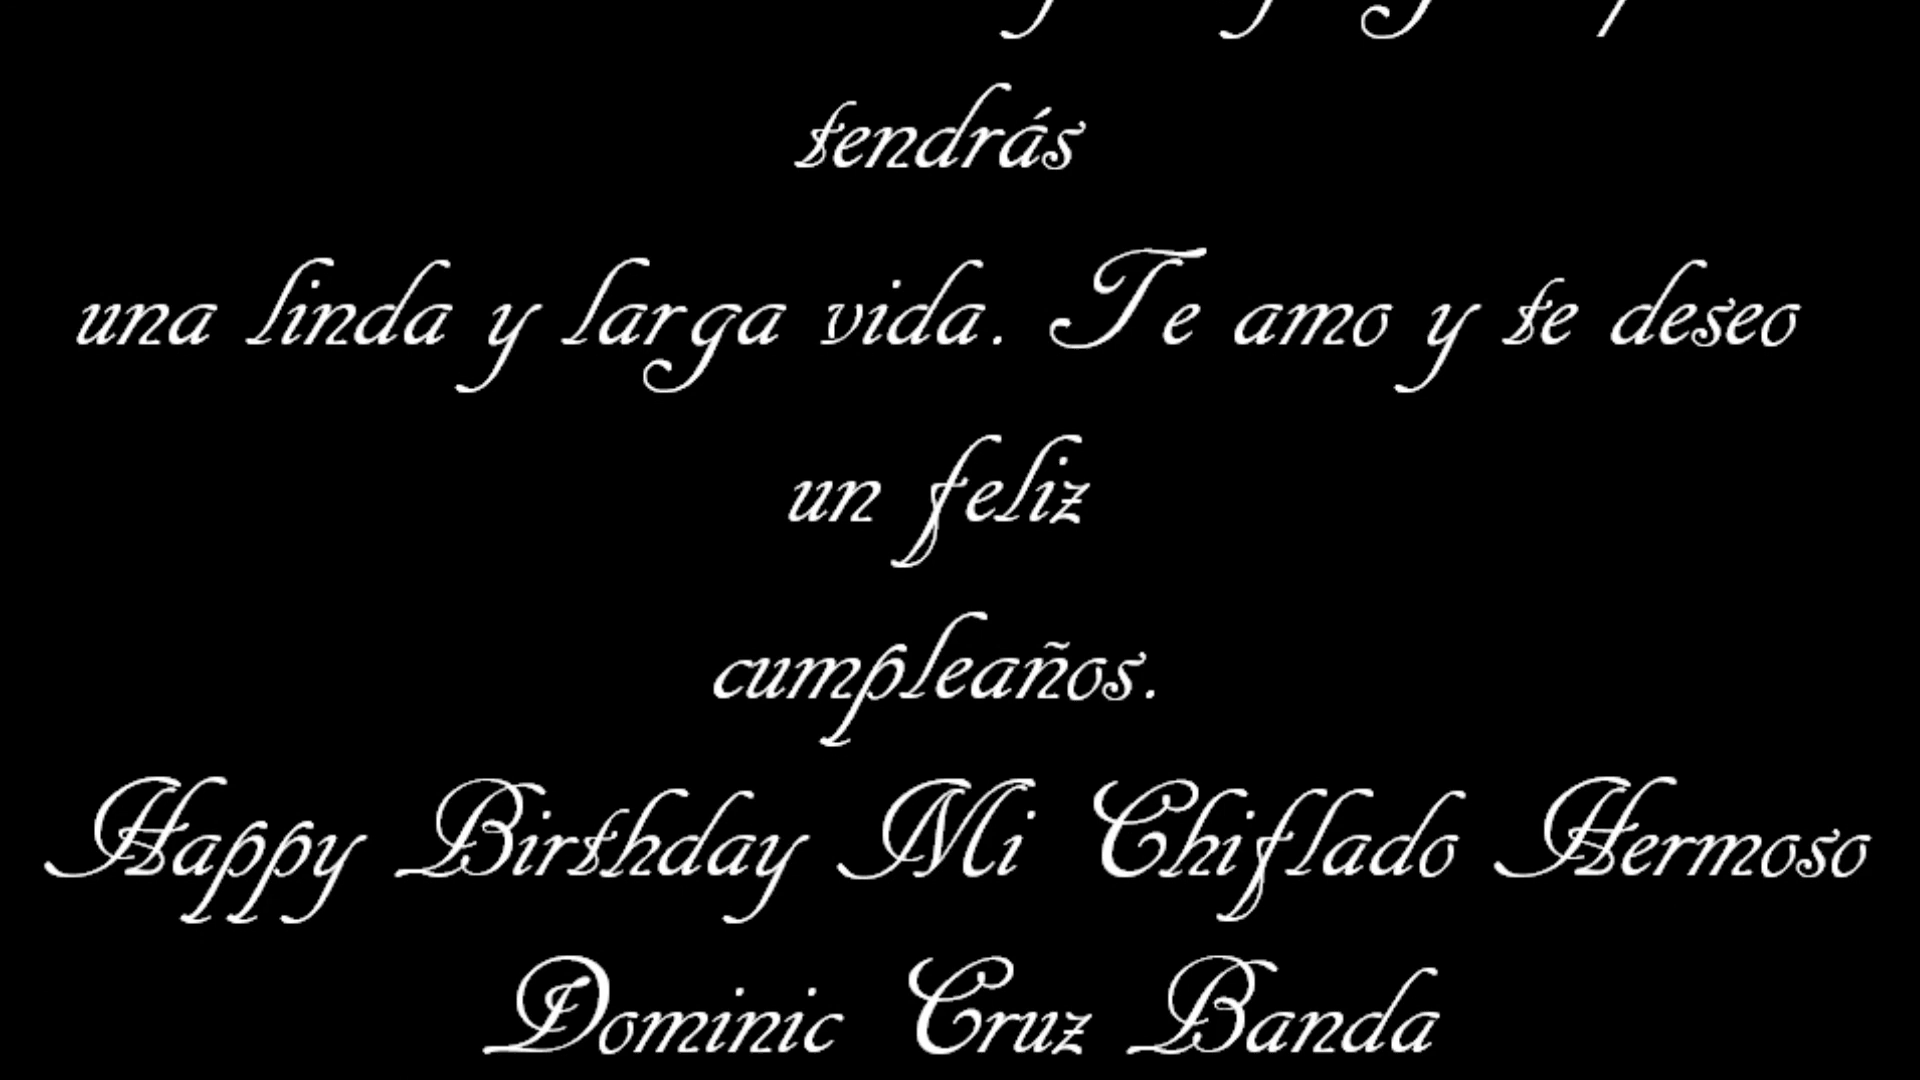 tendrás
una linda y larga vida. Te amo y te deseo
un feliz
cumpleaños.
Happy Birthday Mi Chiflado Hermoso
Dominic Cruz Banda